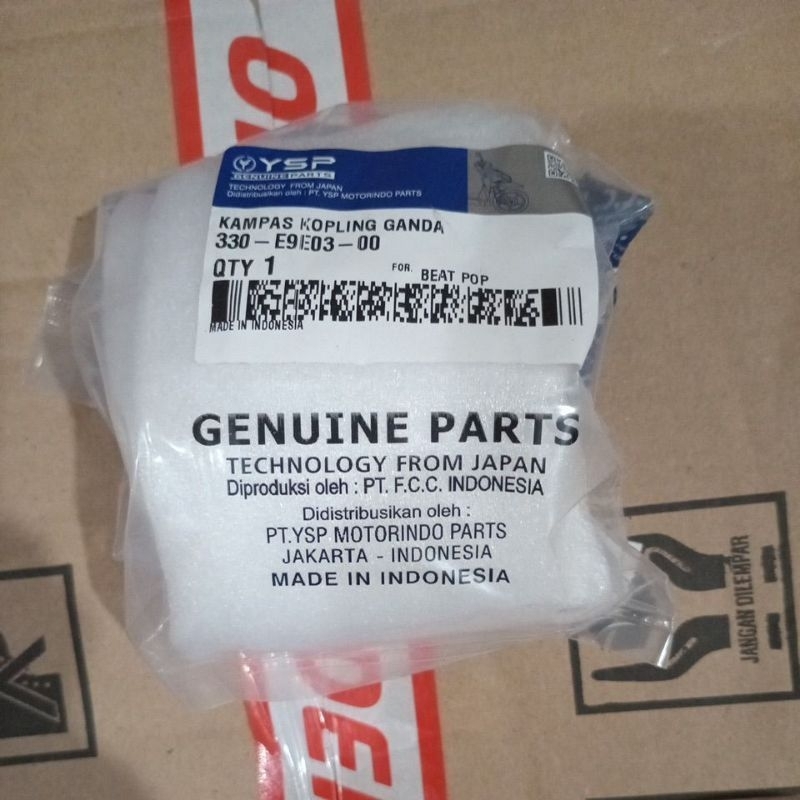 YSP
GENUINE PARTS
TECHNOLOGY FROM JAPAN
Didistribusikan oleh : PT. YSP MOTORINDO PARTS
KAMPAS KOPLING GANDA
330-E9E03-00
QTY 1
FOR. BEAT POP
MADE IN INDONESIA
GENUINE PARTS
TECHNOLOGY FROM JAPAN
Diproduksi oleh : PT. F.C.C. INDONESIA
Didistribusikan oleh :
PT.YSP MOTORINDO PARTS
JAKARTA - INDONESIA
MADE IN INDONESIA
JANGAN DILEMPAR